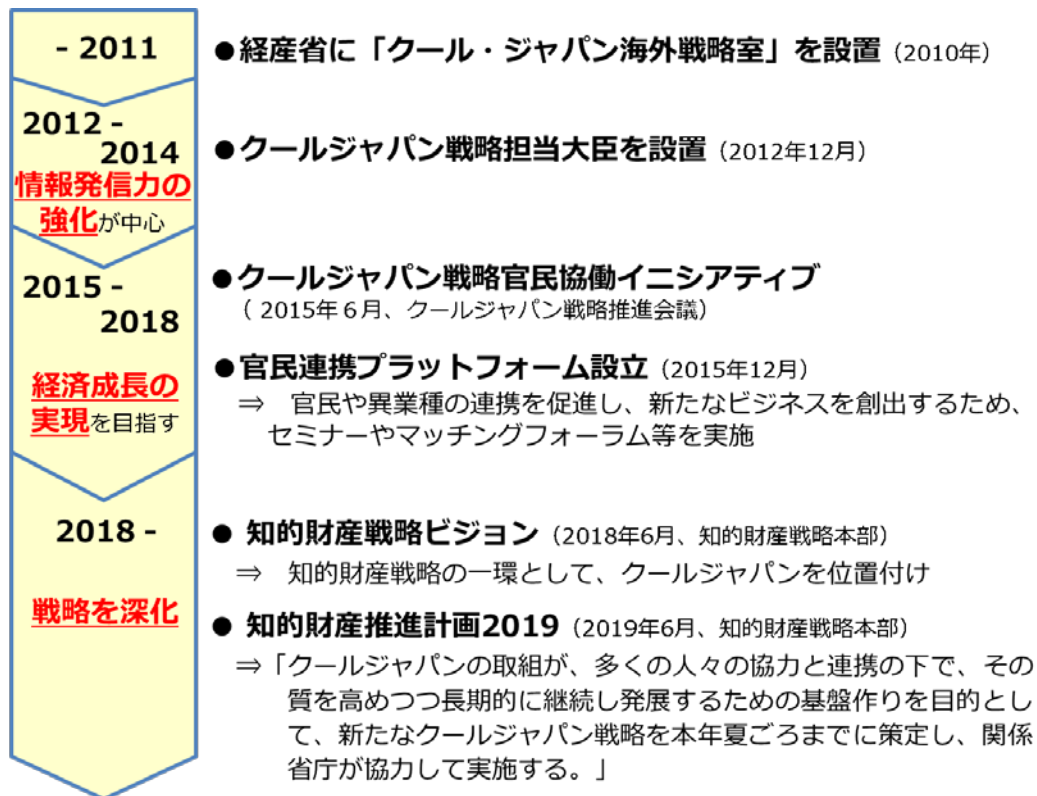 - 2011
●経産省に「クール・ジャパン海外戦略室」を設置（2010年）
2012 -
2014
情報発信力の
強化が中心
●クールジャパン戦略担当大臣を設置（2012年12月）
2015 -
2018
経済成長の
実現を目指す
●クールジャパン戦略官民協働イニシアティブ
（ 2015年６月、クールジャパン戦略推進会議）
●官民連携プラットフォーム設立（2015年12月）
⇒　官民や異業種の連携を促進し、新たなビジネスを創出するため、
セミナーやマッチングフォーラム等を実施
2018 -
戦略を深化
● 知的財産戦略ビジョン（2018年6月、知的財産戦略本部）
⇒　知的財産戦略の一環として、クールジャパンを位置付け
● 知的財産推進計画2019（2019年6月、知的財産戦略本部）
⇒「クールジャパンの取組が、多くの人々の協力と連携の下で、その
質を高めつつ長期的に継続し発展するための基盤作りを目的とし
て、新たなクールジャパン戦略を本年夏ごろまでに策定し、関係
省庁が協力して実施する。」